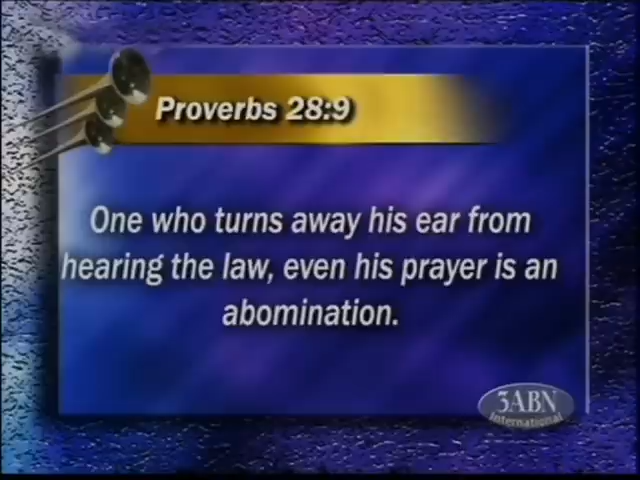 Proverbs 28:9
One who turns away his ear from
hearing the law, even his prayer is an
abomination.
3ABN
International